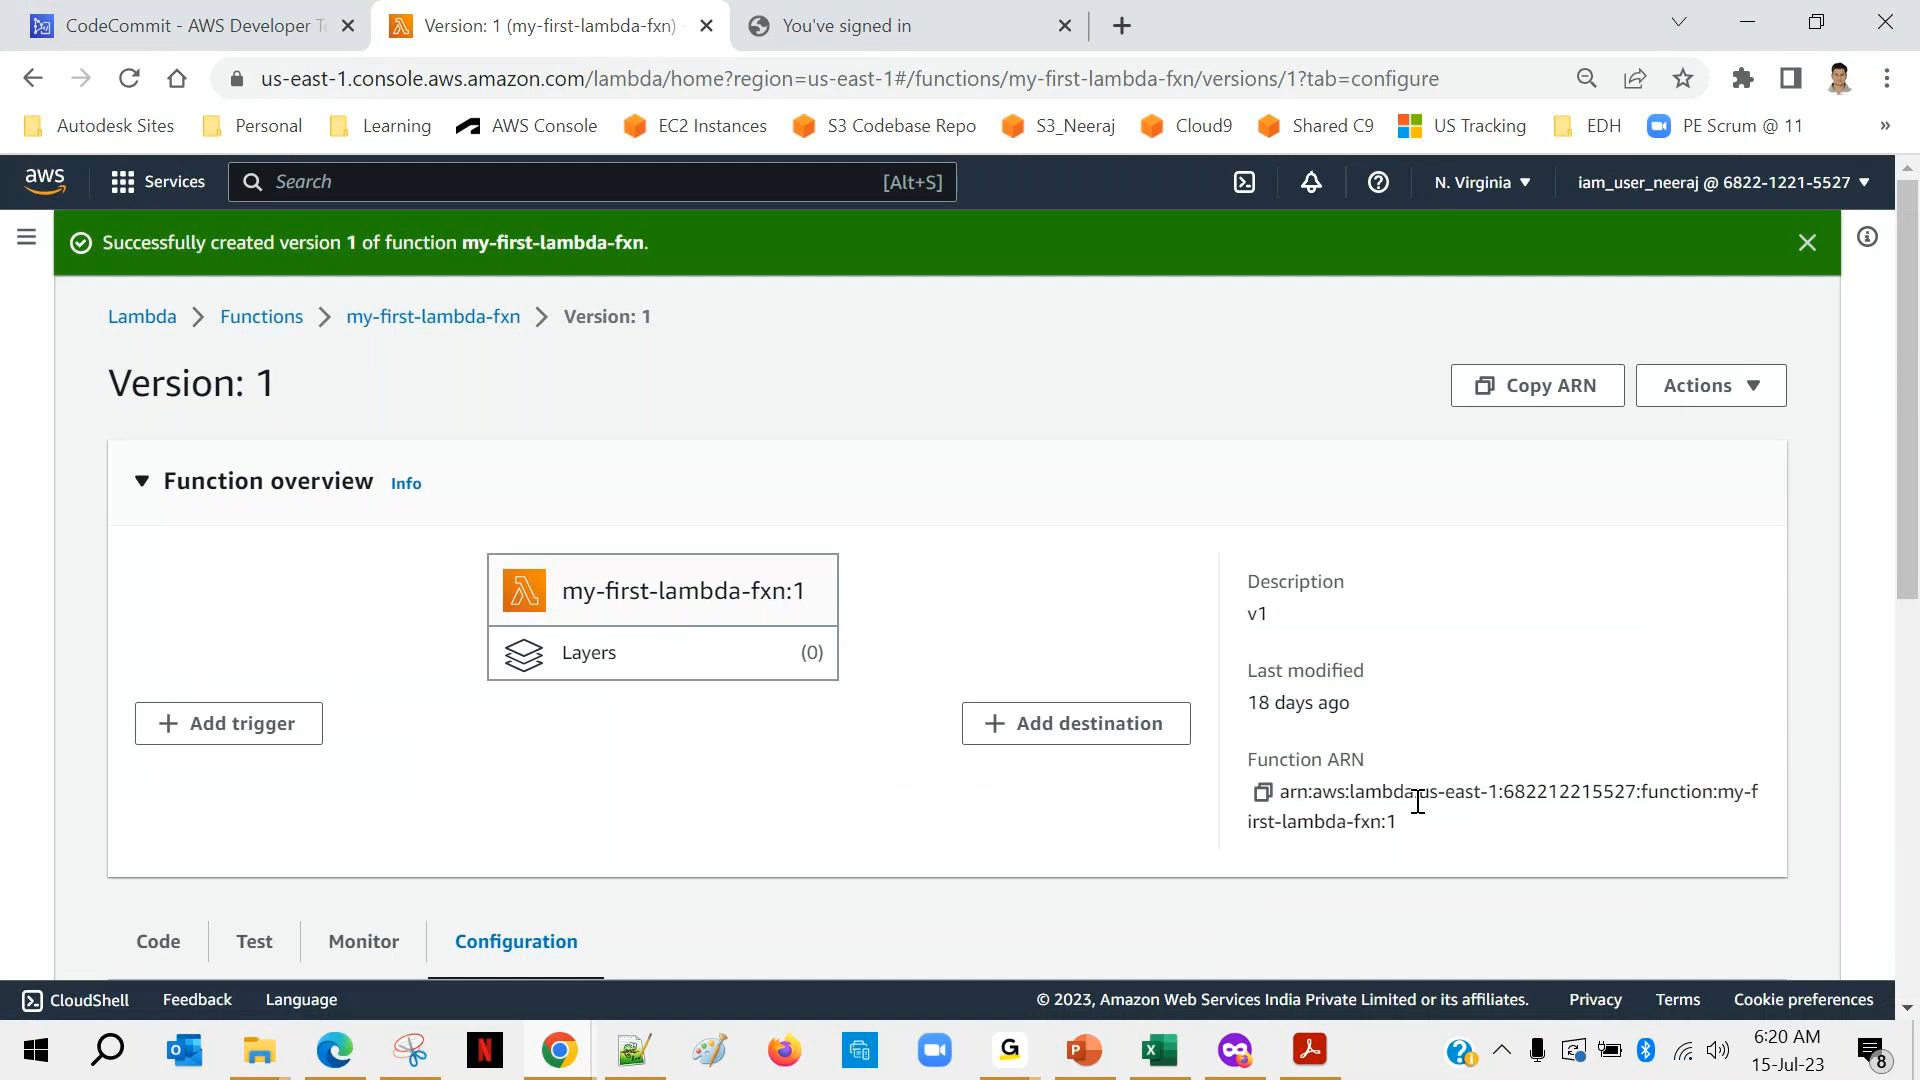 CodeCommit - AWS Developer T
Version: 1 (my-first-lambda-fxn)
You've signed in
us-east-1.console.aws.amazon.com/lambda/home?region=us-east-1#/functions/my-first-lambda-fxn/versions/1?tab=configure
Autodesk Sites
Personal
Learning
AWS Console
EC2 Instances
S3 Codebase Repo
S3_Neeraj
Cloud9
Shared C9
US Tracking
EDH
PE Scrum @ 11
»
aws
Services
Search
[Alt+S]
N. Virginia
iam_user_neeraj @ 6822-1221-5527
Successfully created version 1 of function my-first-lambda-fxn.
Lambda
Functions
my-first-lambda-fxn
Version: 1
Version: 1
Copy ARN
Actions
Function overview
Info
my-first-lambda-fxn:1
Layers
(0)
Add trigger
Add destination
Description
v1
Last modified
18 days ago
Function ARN
arn:aws:lambda:us-east-1:682212215527:function:my-f
irst-lambda-fxn:1
Code
Test
Monitor
Configuration
CloudShell
Feedback
Language
© 2023, Amazon Web Services India Private Limited or its affiliates.
Privacy
Terms
Cookie preferences
6:20 AM
15-Jul-23
8